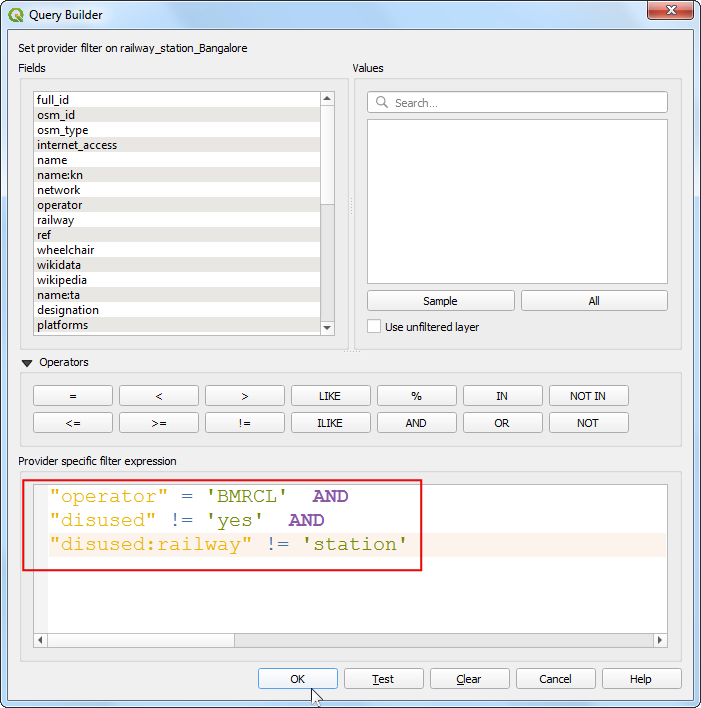 Query Builder
Set provider filter on railway_station_Bangalore
Fields
Values
full_id
osm_id
osm_type
internet_access
name
name:kn
network
operator
railway
ref
wheelchair
wikidata
wikipedia
name:ta
designation
platforms
Search...
Sample
All
Use unfiltered layer
Operators
=
<
>
LIKE
%
IN
NOT IN
<=
>=
!=
ILIKE
AND
OR
NOT
Provider specific filter expression
"operator" = 'BMRCL'  AND
"disused" != 'yes'  AND
"disused:railway" != 'station'
OK
Test
Clear
Cancel
Help